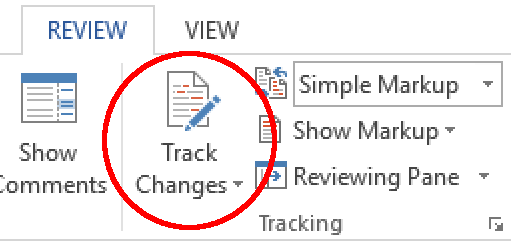 REVIEW VIEW
Show Comments
Track Changes
Simple Markup
Show Markup
Reviewing Pane
Tracking